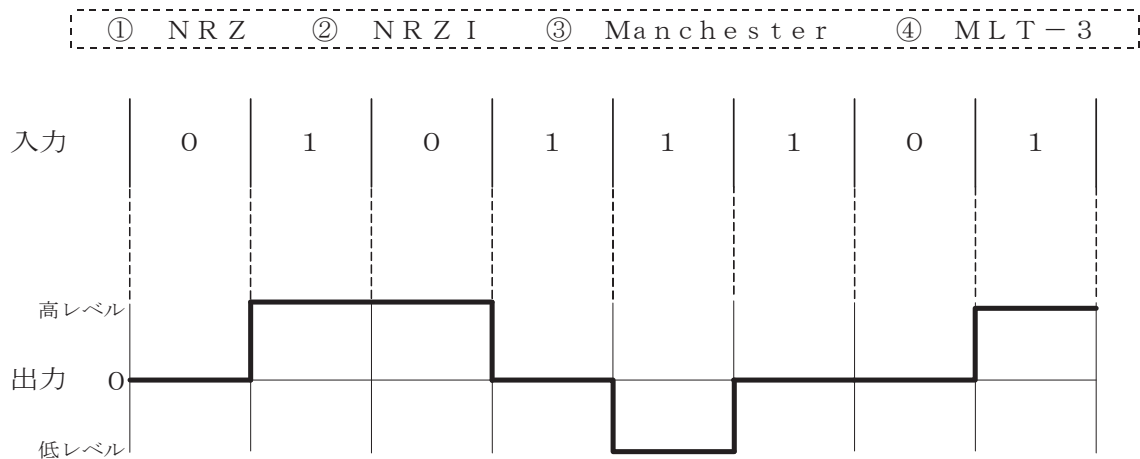 ① NRZ ② NRZI ③ Manchester ④ MLT−3
入力 0 1 0 1 1 1 0 1
高レベル
出力 0
低レベル